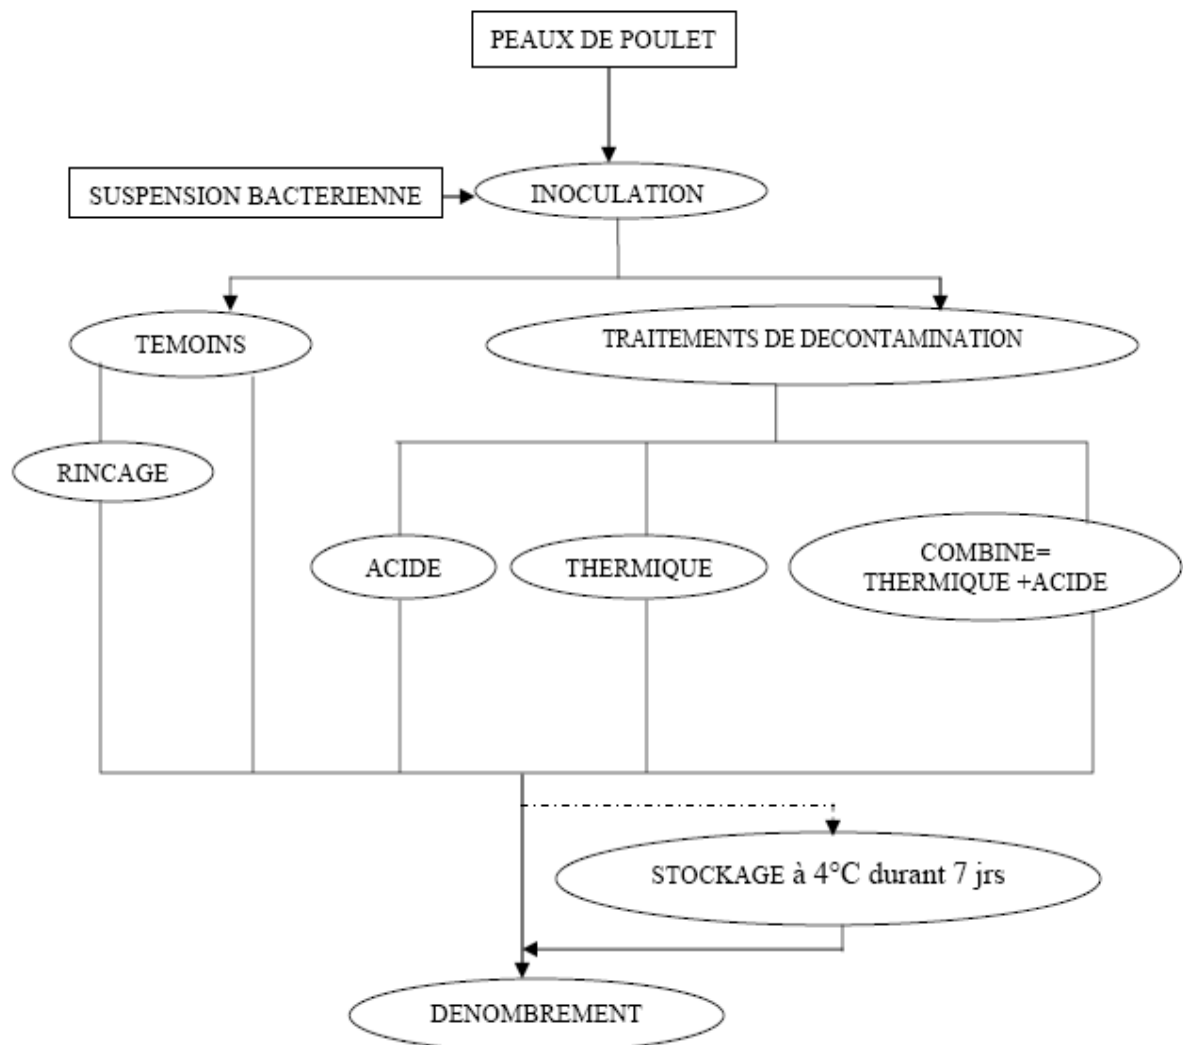 PEAUX DE POULET
SUSPENSION BACTERIENNE
INOCULATION
TEMOINS
TRAITEMENTS DE DECONTAMINATION
RINCAGE
ACIDE
THERMIQUE
COMBINE=
THERMIQUE +ACIDE
STOCKAGE à 4°C durant 7 jrs
DENOMBREMENT